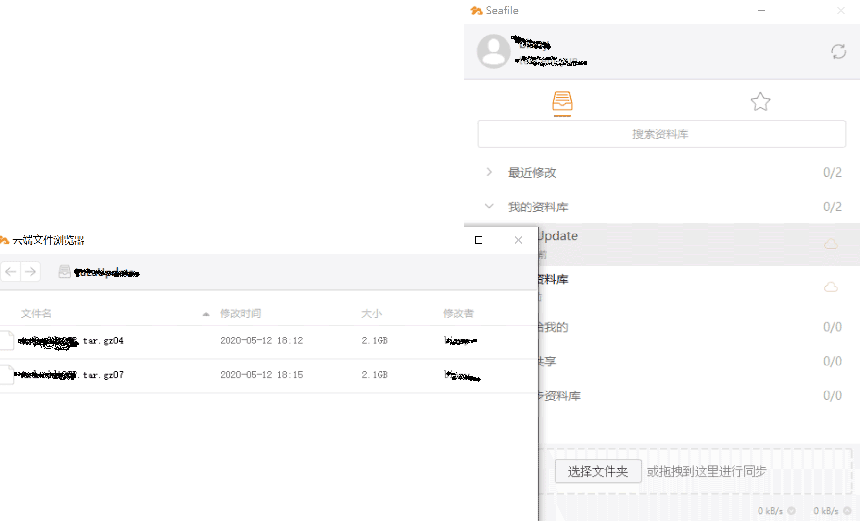 Seafile
搜索资料库
最近修改 0/2
我的资料库 0/2
Update
前
资料库
给我的 0/0
共享 0/0
步资料库 0/0
选择文件夹 或拖拽到这里进行同步
0 kB/s 0 kB/s
云端文件浏览器
文件名 修改时间 大小 修改者
.tar.gz04 2020-05-12 18:12 2.1GB
.tar.gz07 2020-05-12 18:15 2.1GB